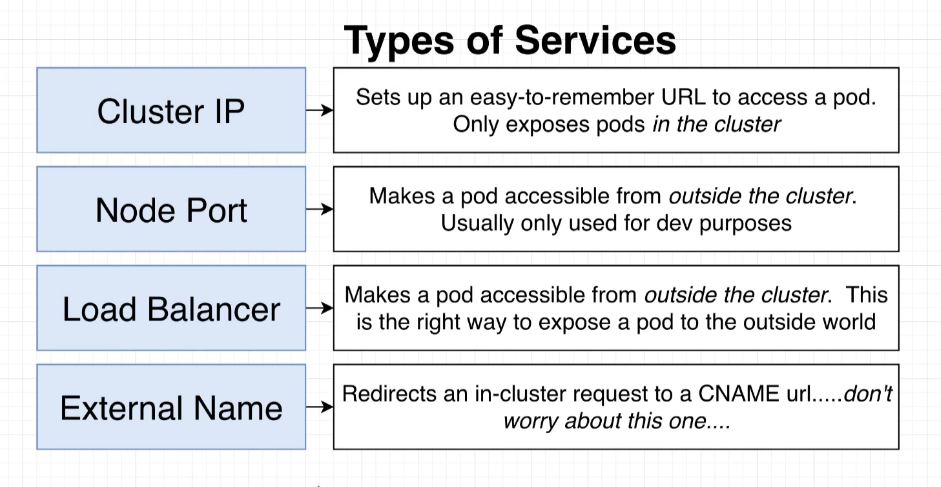 Types of Services
Cluster IP
Sets up an easy-to-remember URL to access a pod.
Only exposes pods in the cluster
Node Port
Makes a pod accessible from outside the cluster.
Usually only used for dev purposes
Load Balancer
Makes a pod accessible from outside the cluster.  This
is the right way to expose a pod to the outside world
External Name
Redirects an in-cluster request to a CNAME url.....don't
worry about this one....